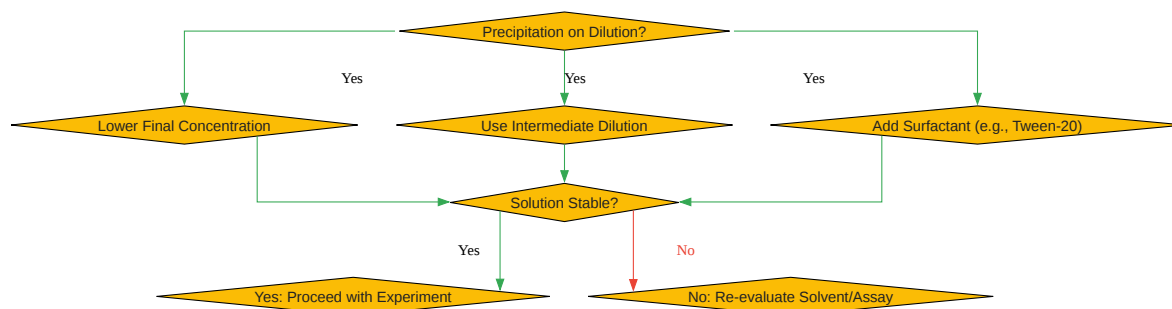 Precipitation on Dilution?
Yes
Yes
Yes
Lower Final Concentration
Use Intermediate Dilution
Add Surfactant (e.g., Tween-20)
Solution Stable?
Yes
No
Yes: Proceed with Experiment
No: Re-evaluate Solvent/Assay